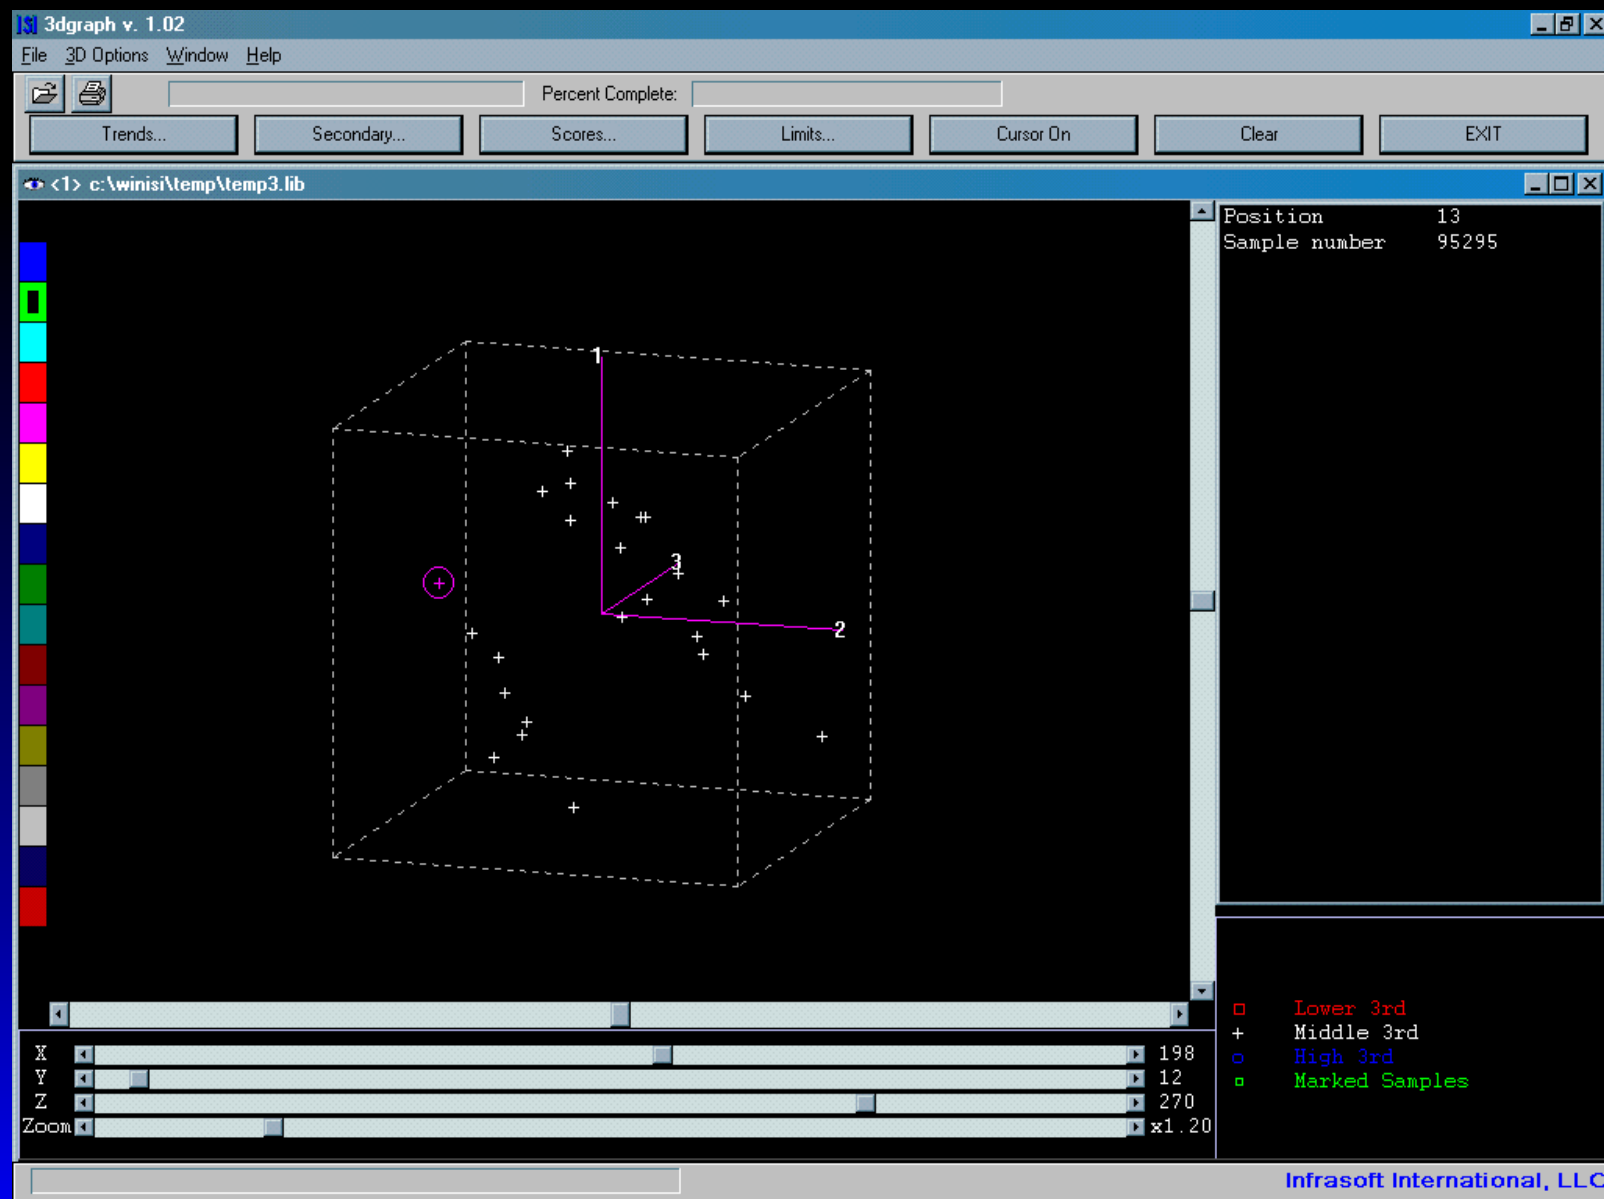 ISI 3dgraph v. 1.02
File 3D Options Window Help
Percent Complete:
Trends... Secondary... Scores... Limits... Cursor On Clear EXIT
<1> c:\winisi\temp\temp3.lib
Position 13
Sample number 95295
1
3
2
Lower 3rd
Middle 3rd
High 3rd
Marked Samples
X 198
Y 12
Z 270
Zoom x1.20
Infrasoft International, LLC